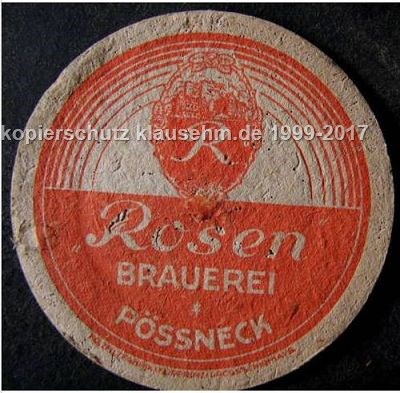 kopierschutz klausehm.de 1999-2017
R
Rosen
BRAUEREI
*
PÖSSNECK